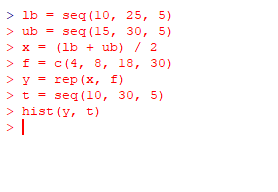 > lb = seq(10, 25, 5)
> ub = seq(15, 30, 5)
> x = (lb + ub) / 2
> f = c(4, 8, 18, 30)
> y = rep(x, f)
> t = seq(10, 30, 5)
> hist(y, t)
>